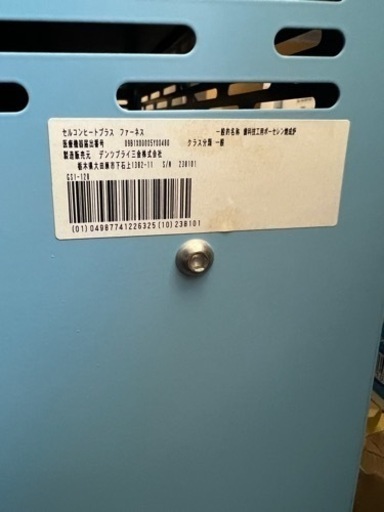 セルコンヒートプラス ファーネス 一般的名称 歯科技工用ポーセレン焼成炉
医療機器届出番号 09B1X00005Y00480 クラス分類 一般
製造販売元 デンツプライ三金株式会社
栃木県大田原市下石上1382-11 S/N 238101
GS1-128
(01)04987741226325(10)238101